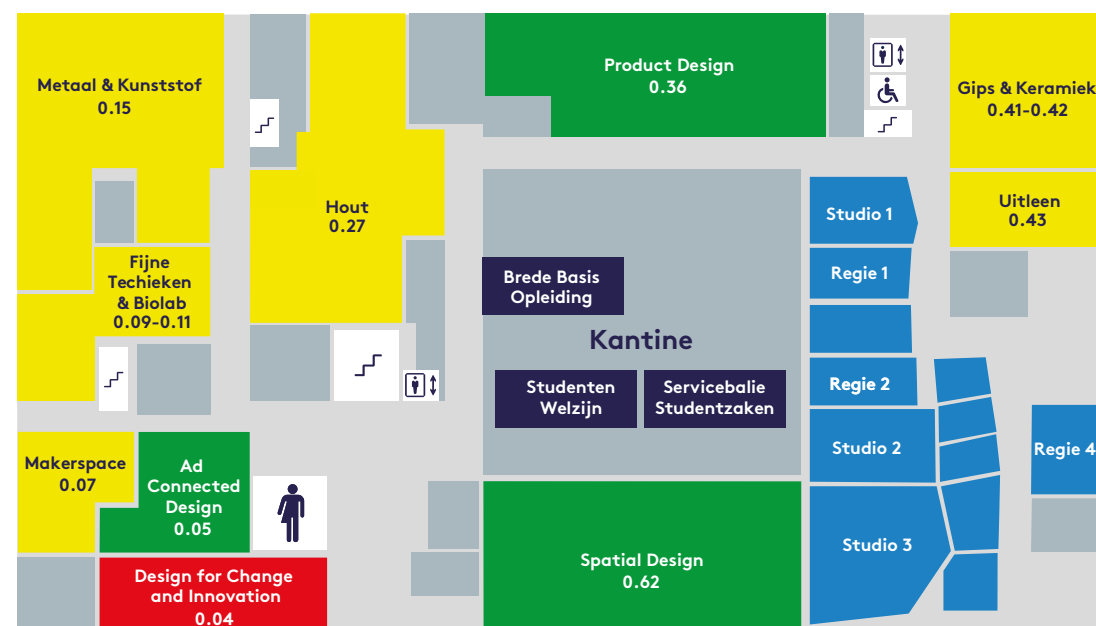 Metaal & Kunststof
0.15
Product Design
0.36
Gips & Keramiek
0.41-0.42
Hout
0.27
Studio 1
Uitleen
0.43
Fijne
Techieken
& Biolab
0.09-0.11
Brede Basis
Opleiding
Regie 1
Kantine
Studenten
Welzijn
Servicebalie
Studentzaken
Regie 2
Makerspace
0.07
Ad
Connected
Design
0.05
Studio 2
Regie 4
Studio 3
Design for Change
and Innovation
0.04
Spatial Design
0.62